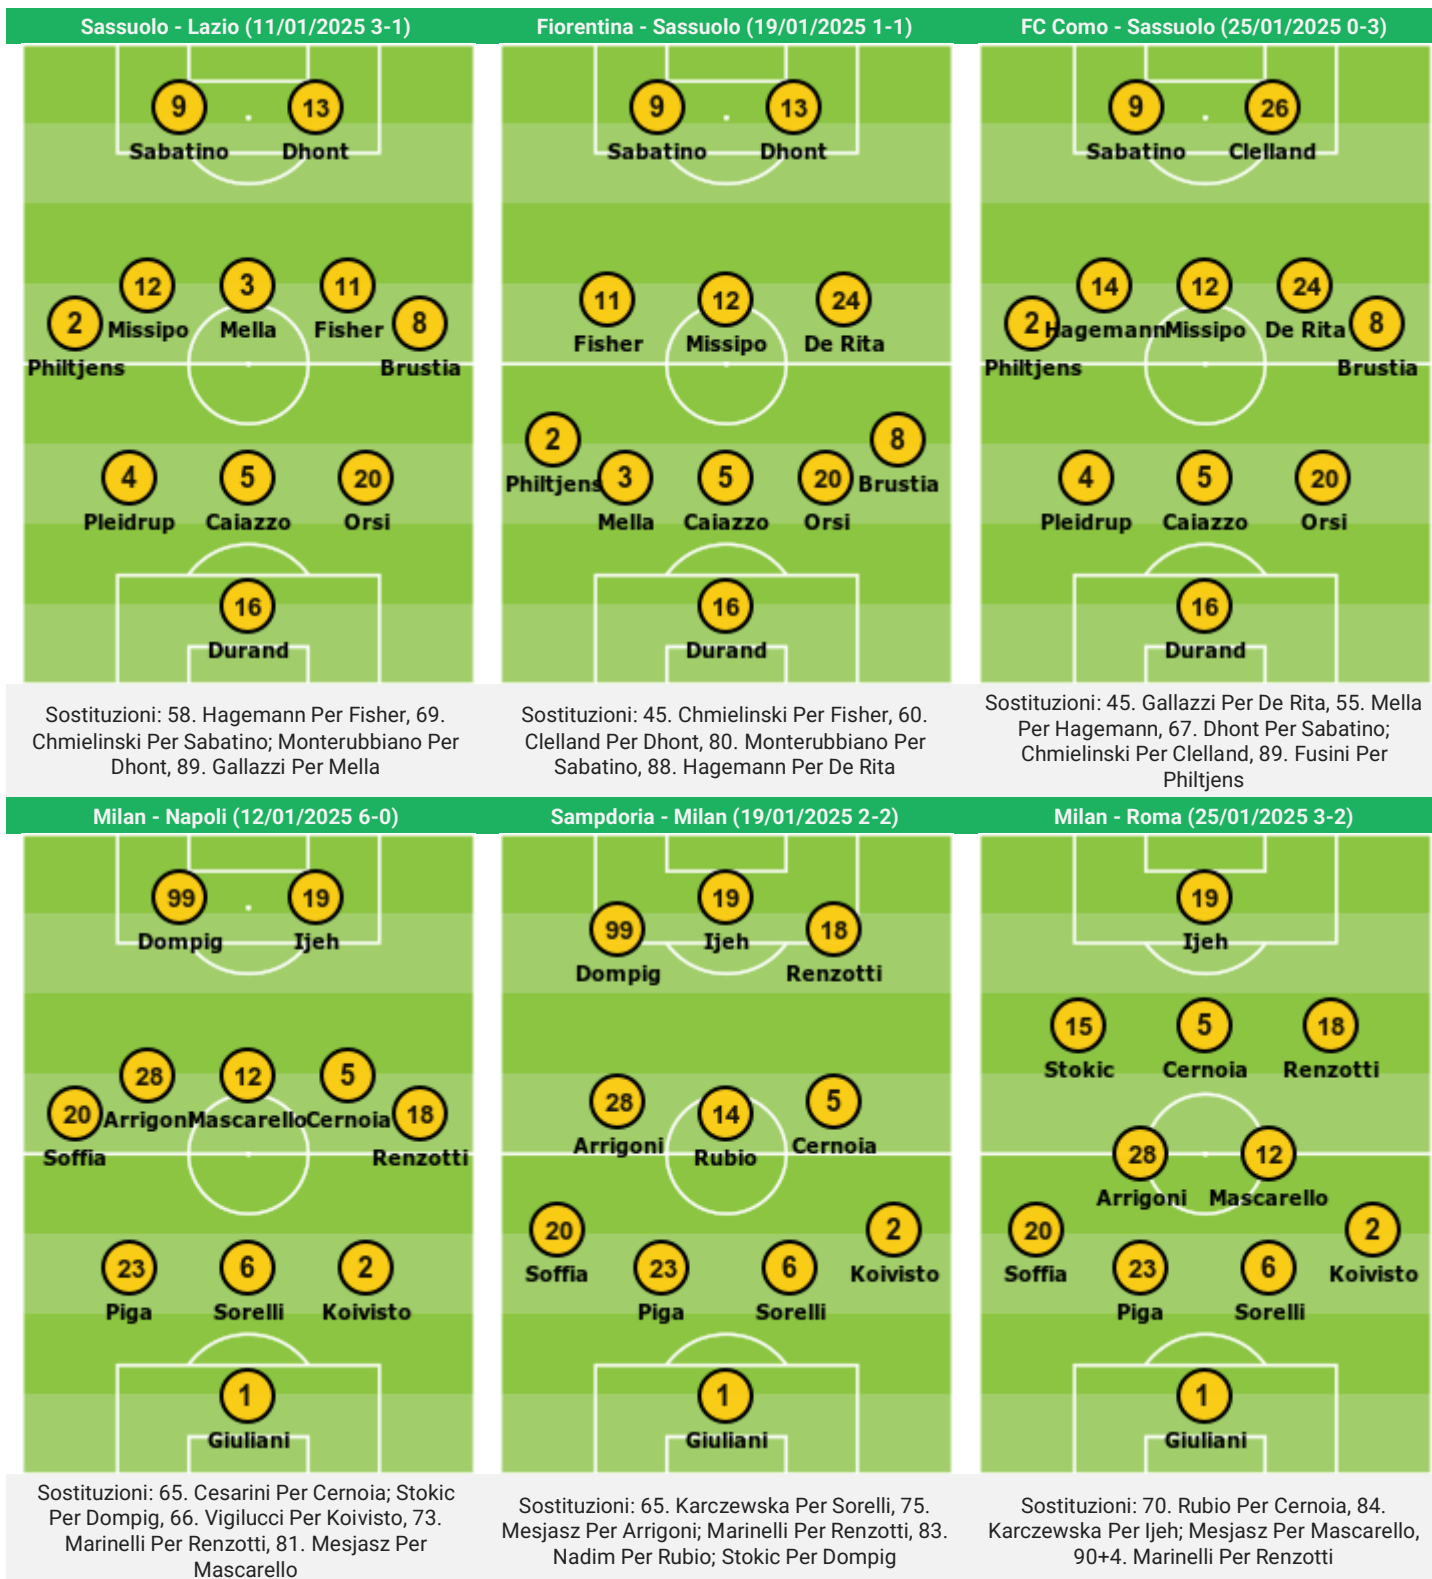 Sassuolo - Lazio (11/01/2025 3-1)
9 13
Sabatino Dhont
12 3 11
2 8
Missipo Mella Fisher
Philtjens Brustia
4 5 20
Pleidrup Caiazzo Orsi
16
Durand
Sostituzioni: 58. Hagemann Per Fisher, 69.
Chmielinski Per Sabatino; Monterubbiano Per
Dhont, 89. Gallazzi Per Mella
Fiorentina - Sassuolo (19/01/2025 1-1)
9 13
Sabatino Dhont
11 12 24
Fisher Missipo De Rita
2 8
3 5 20
Philtjens Brustia
Mella Caiazzo Orsi
16
Durand
Sostituzioni: 45. Chmielinski Per Fisher, 60.
Clelland Per Dhont, 80. Monterubbiano Per
Sabatino, 88. Hagemann Per De Rita
FC Como - Sassuolo (25/01/2025 0-3)
9 26
Sabatino Clelland
14 12 24
2 8
Hagemann Missipo De Rita
Philtjens Brustia
4 5 20
Pleidrup Caiazzo Orsi
16
Durand
Sostituzioni: 45. Gallazzi Per De Rita, 55. Mella
Per Hagemann, 67. Dhont Per Sabatino;
Chmielinski Per Clelland, 89. Fusini Per
Philtjens
Milan - Napoli (12/01/2025 6-0)
99 19
Dompig Ijeh
28 12 5
20 18
Arrigon Mascarello Cernoia
Soffia Renzotti
23 6 2
Piga Sorelli Koivisto
1
Giuliani
Sostituzioni: 65. Cesarini Per Cernoia; Stokic
Per Dompig, 66. Vigilucci Per Koivisto, 73.
Marinelli Per Renzotti, 81. Mesjasz Per
Mascarello
Sampdoria - Milan (19/01/2025 2-2)
19
99 18
Ijeh
Dompig Renzotti
28 14 5
Arrigoni Rubio Cernoia
20 2
23 6
Soffia Koivisto
Piga Sorelli
1
Giuliani
Sostituzioni: 65. Karczewska Per Sorelli, 75.
Mesjasz Per Arrigoni; Marinelli Per Renzotti, 83.
Nadim Per Rubio; Stokic Per Dompig
Milan - Roma (25/01/2025 3-2)
19
Ijeh
15 5 18
Stokic Cernoia Renzotti
28 12
Arrigoni Mascarello
20 2
23 6
Soffia Koivisto
Piga Sorelli
1
Giuliani
Sostituzioni: 70. Rubio Per Cernoia, 84.
Karczewska Per Ijeh; Mesjasz Per Mascarello,
90+4. Marinelli Per Renzotti